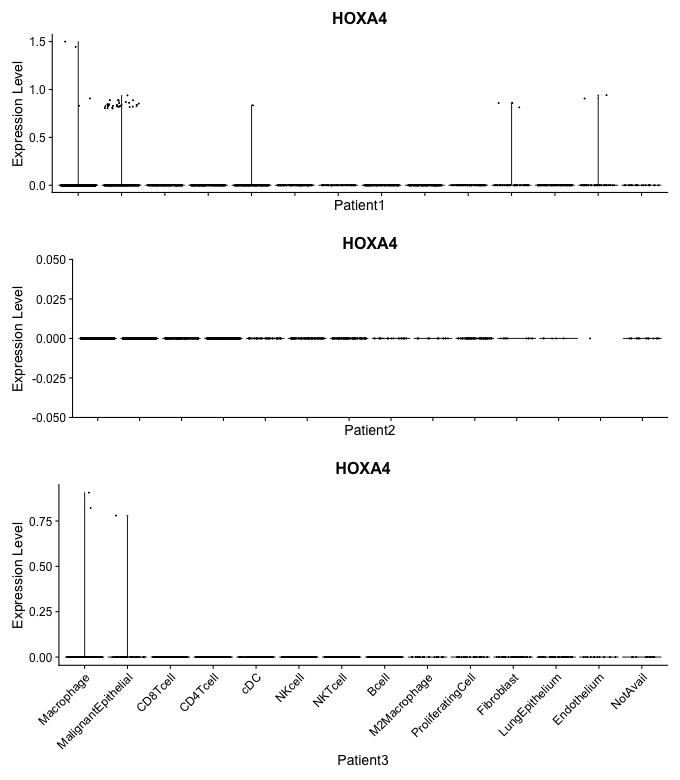 HOXA4
Expression Level
1.5
1.0
0.5
0.0
Patient1
HOXA4
Expression Level
0.050
0.025
0.000
-0.025
-0.050
Patient2
HOXA4
Expression Level
0.75
0.50
0.25
0.00
Macrophage
MalignantEpithelial
CD8Tcell
CD4Tcell
cDC
NKcell
NKTcell
Bcell
M2Macrophage
ProliferatingCell
Fibroblast
LungEpithelium
Endothelium
NotAvail
Patient3